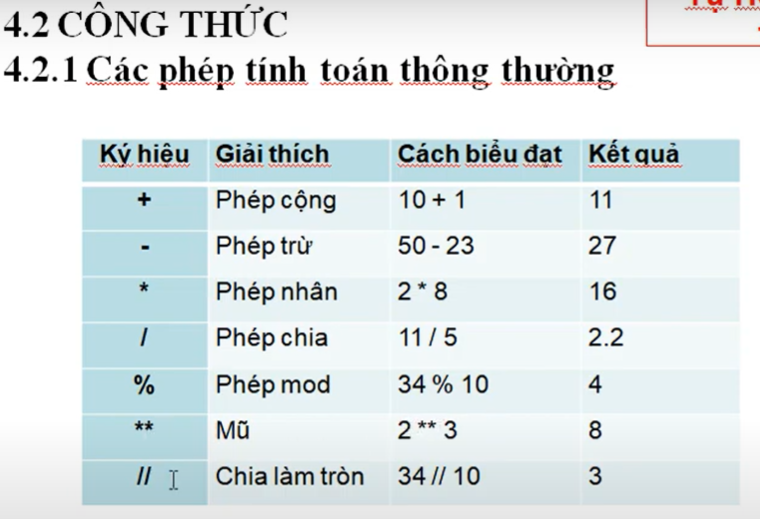 4.2 CÔNG THỨC
4.2.1 Các phép tính toán thông thường
Ký hiệu Giải thích Cách biểu đạt Kết quả
+ Phép cộng 10 + 1 11
- Phép trừ 50 - 23 27
* Phép nhân 2 * 8 16
/ Phép chia 11 / 5 2.2
% Phép mod 34 % 10 4
** Mũ 2 ** 3 8
// Chia làm tròn 34 // 10 3